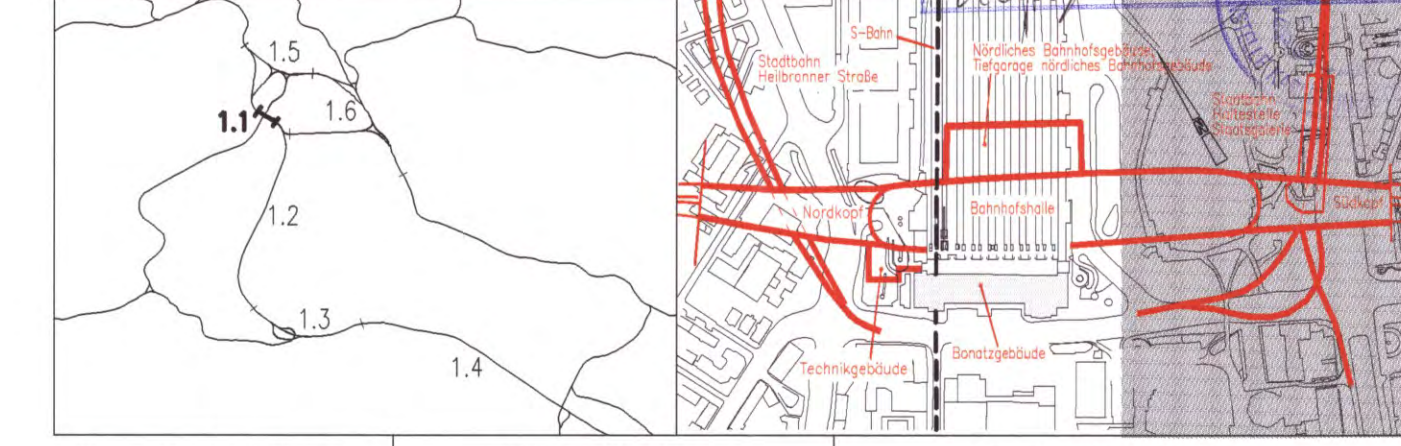 1.5
1.6
1.1
1.2
1.3
1.4
S-Bahn
Stadtbahn
Heilbronner Straße
Nördliches Bahnhofsgebäude
Tiefgarage nördliches Bahnhofsgebäude
Stadtbahn
Haltestelle
Staatsgalerie
Nordkopf
Bahnhofshalle
Südkopf
Technikgebäude
Bonatzgebäude